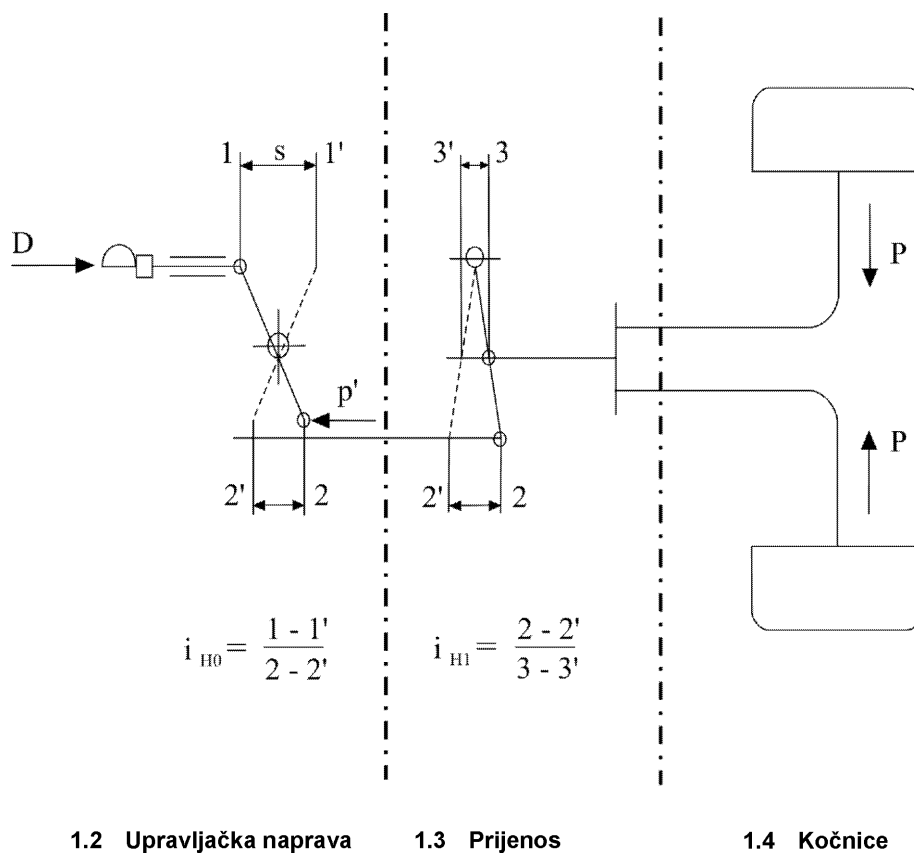 1 s 1' 3' 3
D
P
p'
P
2' 2 2' 2
i H0 = 1 - 1' / 2 - 2'
i H1 = 2 - 2' / 3 - 3'
1.2 Upravljačka naprava 1.3 Prijenos 1.4 Kočnice